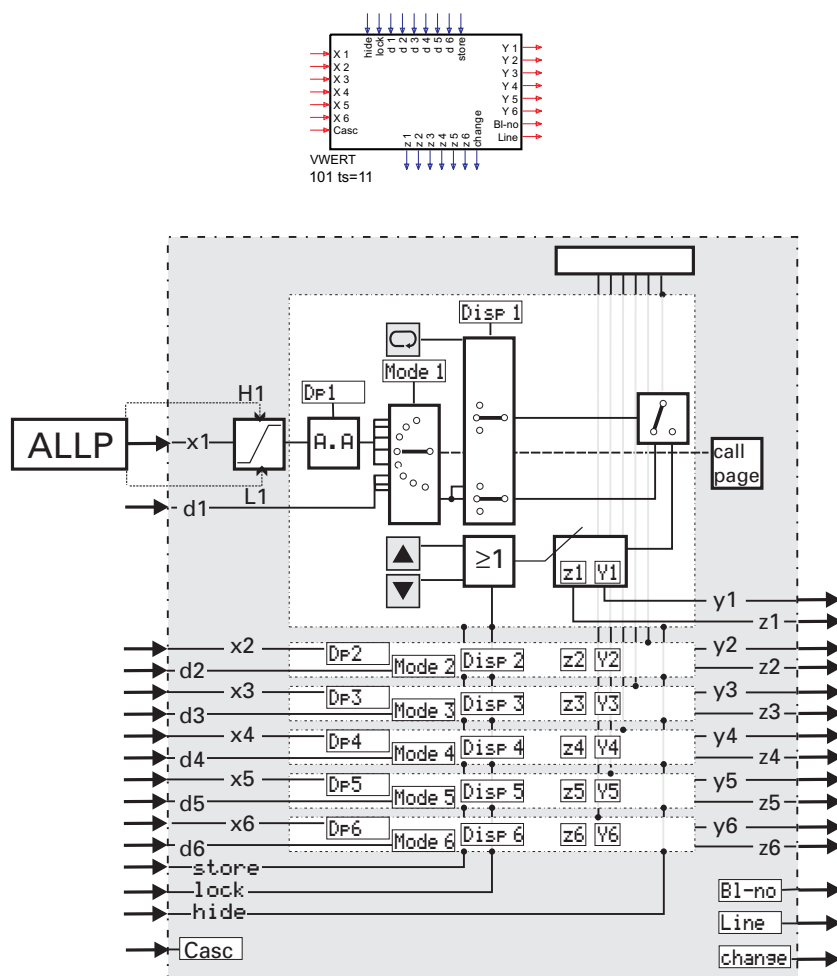 hide lock d 1 d 2 d 3 d 4 d 5 d 6 store
X 1
X 2
X 3
X 4
X 5
X 6
Casc
Y 1
Y 2
Y 3
Y 4
Y 5
Y 6
Bl-no
Line
z 1 z 2 z 3 z 4 z 5 z 6 change
VWERT
101 ts=11
Disp 1
Mode 1
H1
Dp1
ALLP
x1
A.A
call
page
L1
d1
≥1
z1 Y1
y1
z1
x2 Dp2 Disp 2 z2 Y2 y2
d2 Mode 2 z2
x3 Dp3 Disp 3 z3 Y3 y3
d3 Mode 3 z3
x4 Dp4 Disp 4 z4 Y4 y4
d4 Mode 4 z4
x5 Dp5 Disp 5 z5 Y5 y5
d5 Mode 5 z5
x6 Dp6 Disp 6 z6 Y6 y6
d6 Mode 6 z6
store
lock
hide
Casc
Bl-no
Line
change